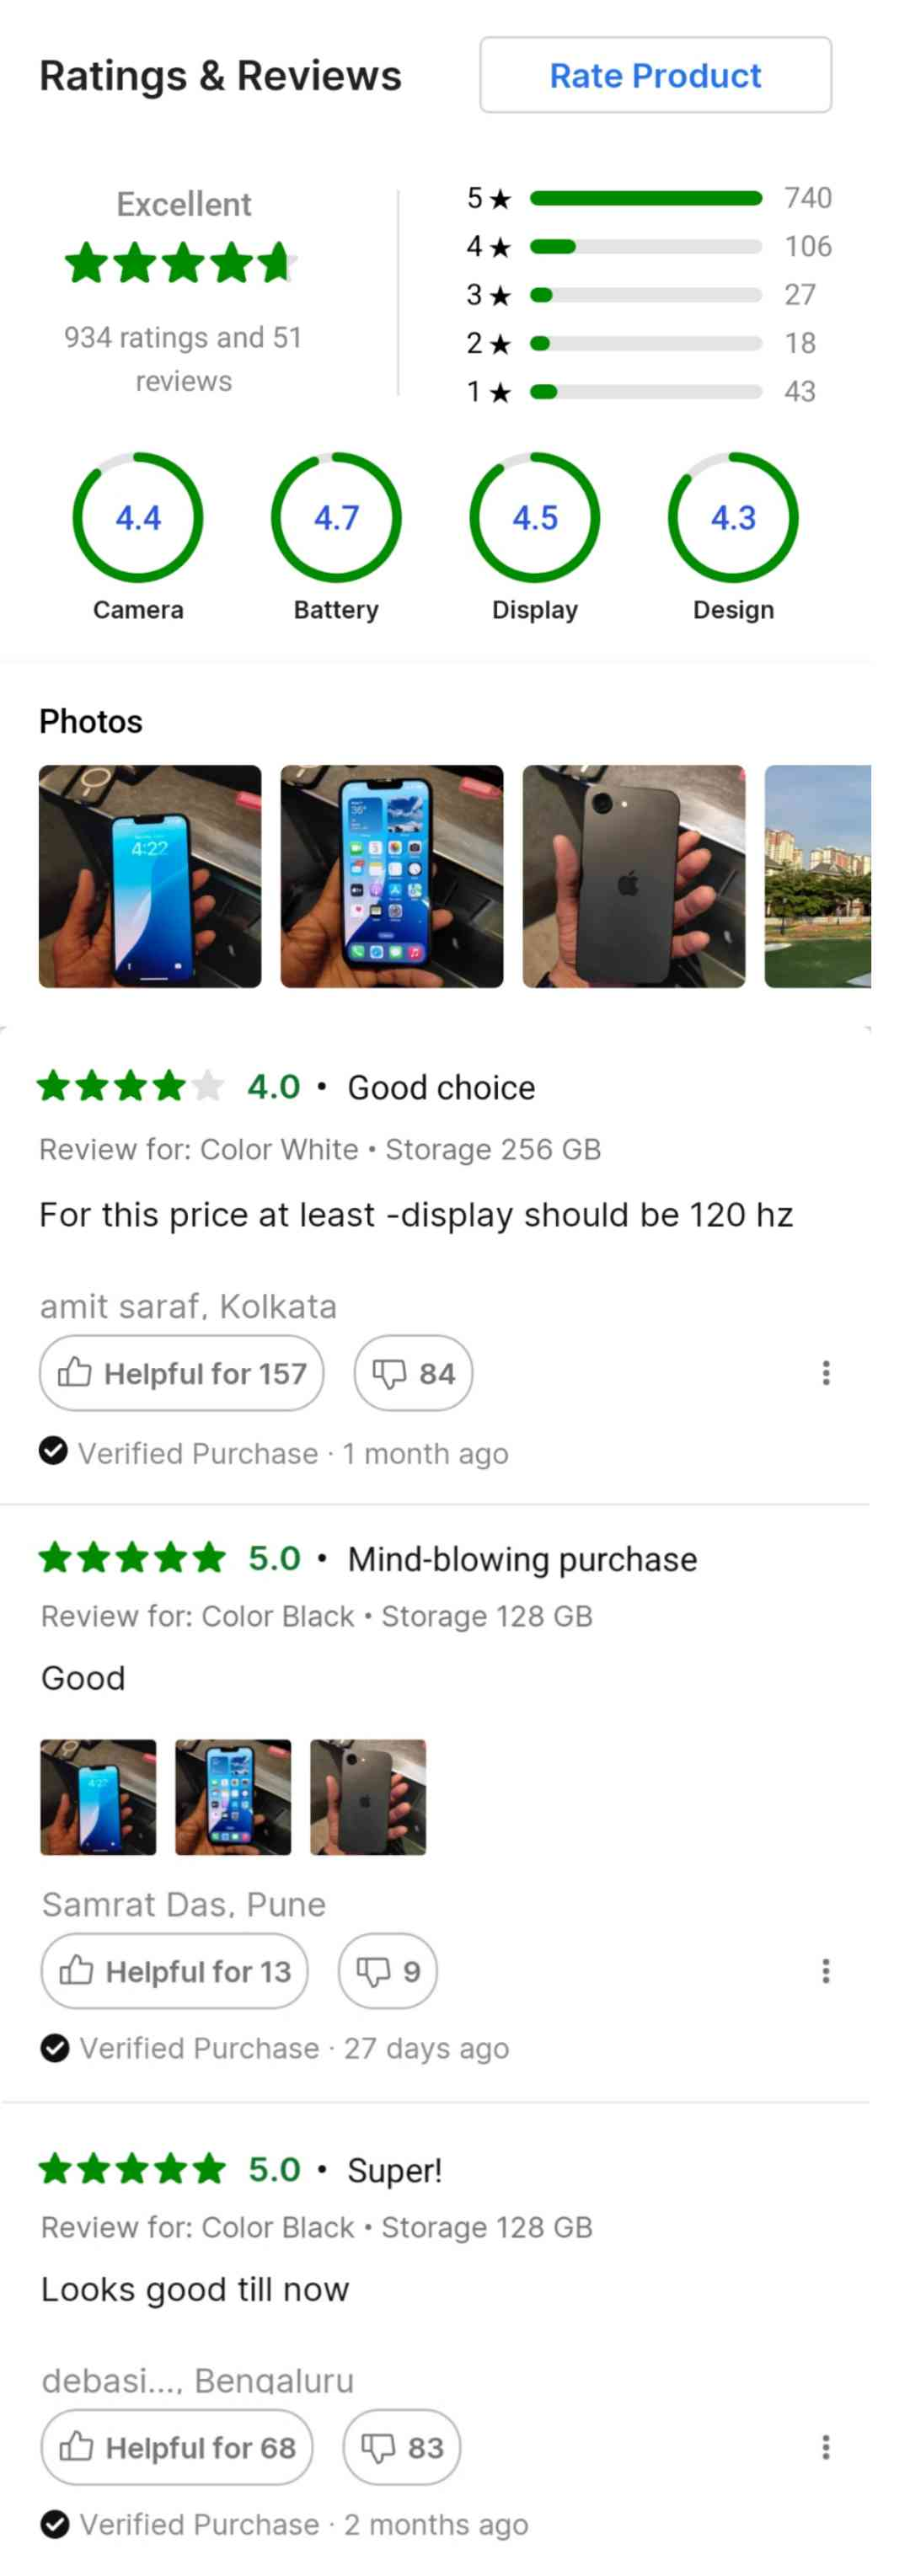 Ratings & Reviews
Rate Product
Excellent
934 ratings and 51
reviews
5★ 740
4★ 106
3★ 27
2★ 18
1★ 43
4.4 4.7 4.5 4.3
Camera Battery Display Design
Photos
4:22
4.0 • Good choice
Review for: Color White • Storage 256 GB
For this price at least -display should be 120 hz
amit saraf, Kolkata
Helpful for 157 84
Verified Purchase · 1 month ago
5.0 • Mind-blowing purchase
Review for: Color Black • Storage 128 GB
Good
Samrat Das, Pune
Helpful for 13 9
Verified Purchase · 27 days ago
5.0 • Super!
Review for: Color Black • Storage 128 GB
Looks good till now
debasi..., Bengaluru
Helpful for 68 83
Verified Purchase · 2 months ago